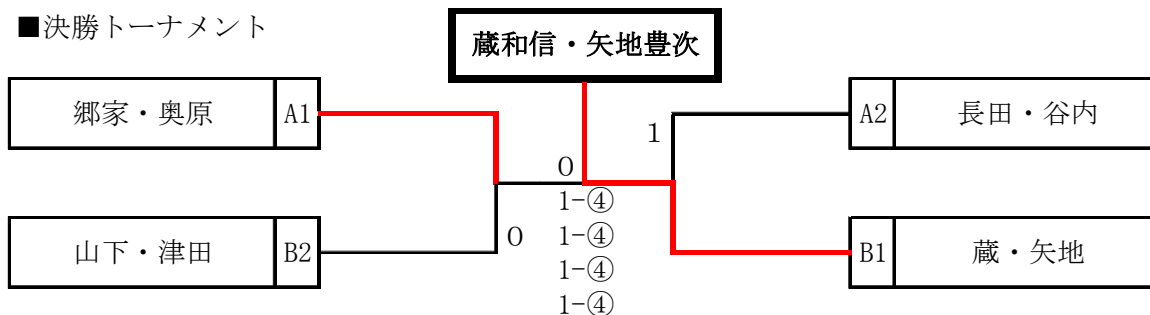 ■決勝トーナメント
蔵和信・矢地豊次
郷家・奥原 A1
A2 長田・谷内
1
0
1-④
1-④
1-④
1-④
山下・津田 B2
0
B1 蔵・矢地